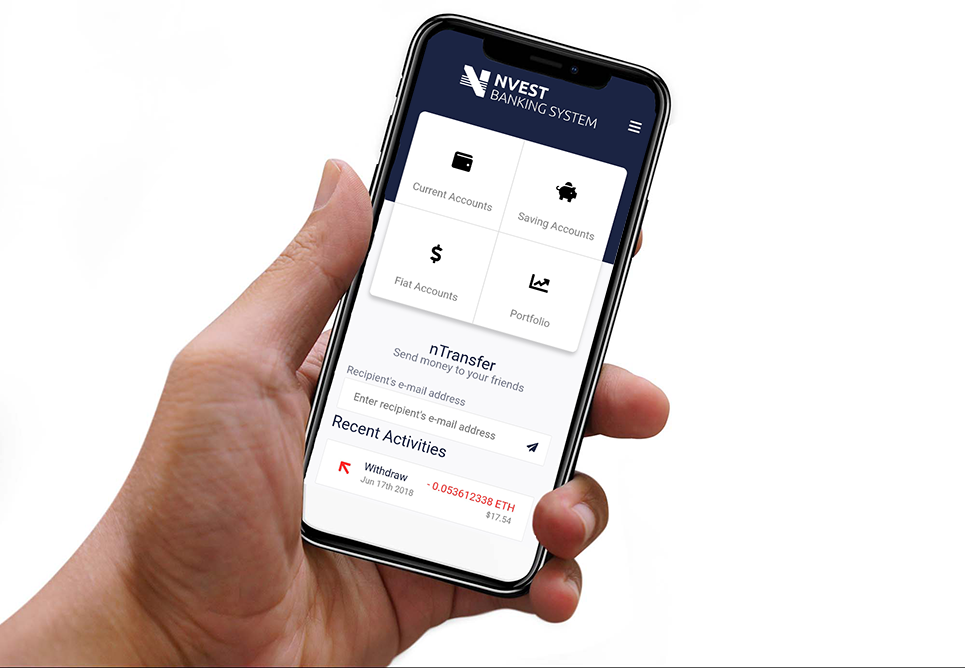 NVEST
BANKING SYSTEM
Current Accounts
Saving Accounts
Fiat Accounts
Portfolio
nTransfer
Send money to your friends
Recipient's e-mail address
Enter recipient's e-mail address
Recent Activities
Withdraw
- 0.053612338 ETH
Jun 17th 2018
$17.54